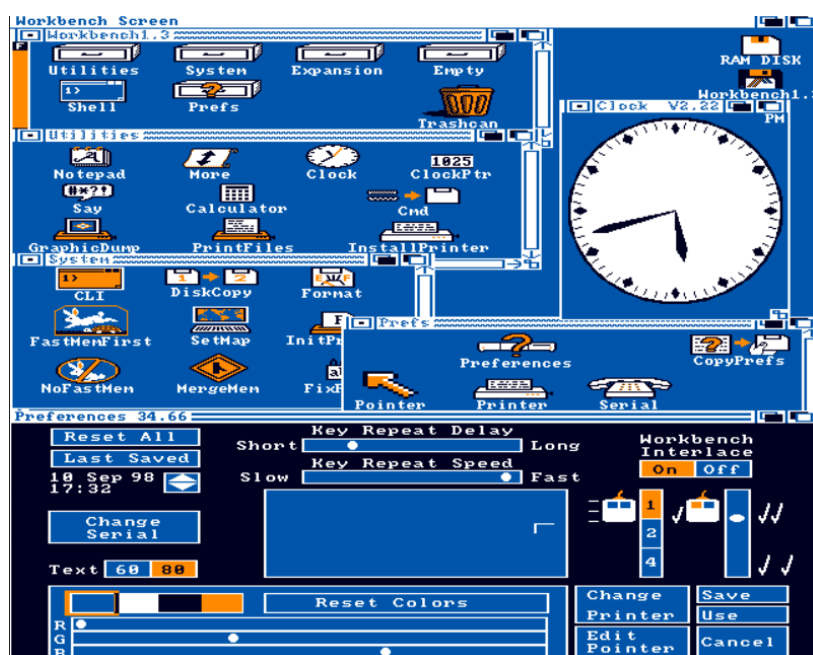 Workbench Screen
Workbench1.3
Utilities System Expansion Empty
Shell Prefs
Trashcan
RAM DISK
Workbench1.3
Clock V2.22
PM
Utilities
Notepad More Clock ClockPtr
1025
#*?!
Say Calculator Cmd
GraphicDump PrintFiles InstallPrinter
System
1>
CLI DiskCopy Format
1 2
FastMemFirst SetMap
NoFastMem MergeMem
Prefs
Preferences CopyPrefs
Pointer Printer Serial
Preferences 34.66
Reset All
Last Saved
10 Sep 98
17:32
Change
Serial
Text 60 80
Key Repeat Delay
Short Long
Key Repeat Speed
Slow Fast
Workbench
Interlace
On Off
1
2
4
Reset Colors
R
G
B
Change
Printer
Edit
Pointer
Save
Use
Cancel